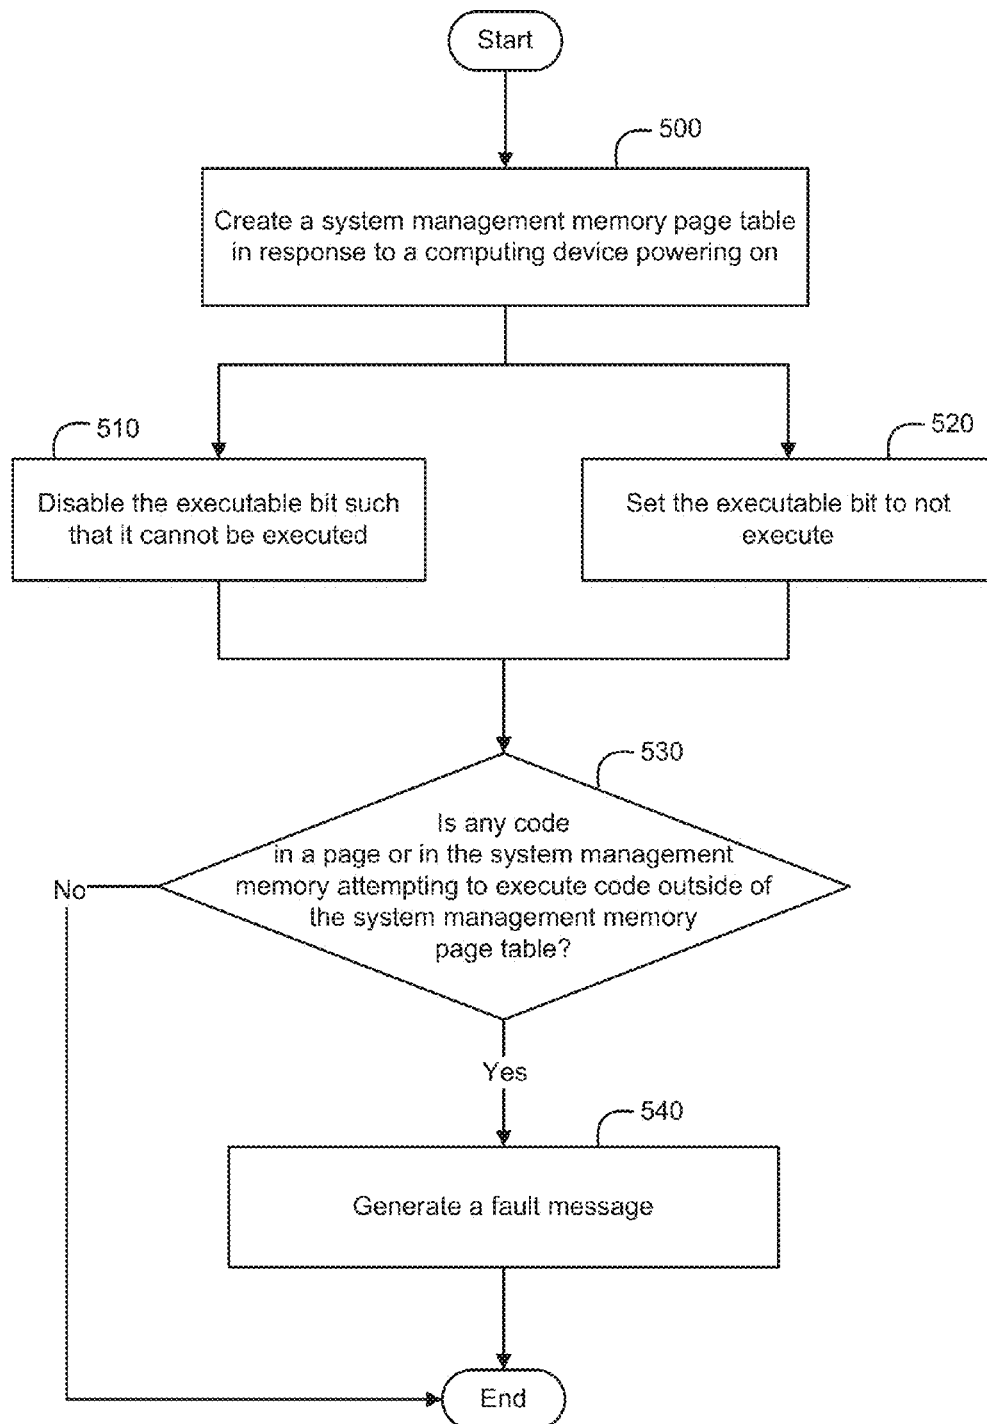 Start
500
Create a system management memory page table
in response to a computing device powering on
510
520
Disable the executable bit such
that it cannot be executed
Set the executable bit to not
execute
530
Is any code
in a page or in the system management
memory attempting to execute code outside of
the system management memory
page table?
No
Yes
540
Generate a fault message
End